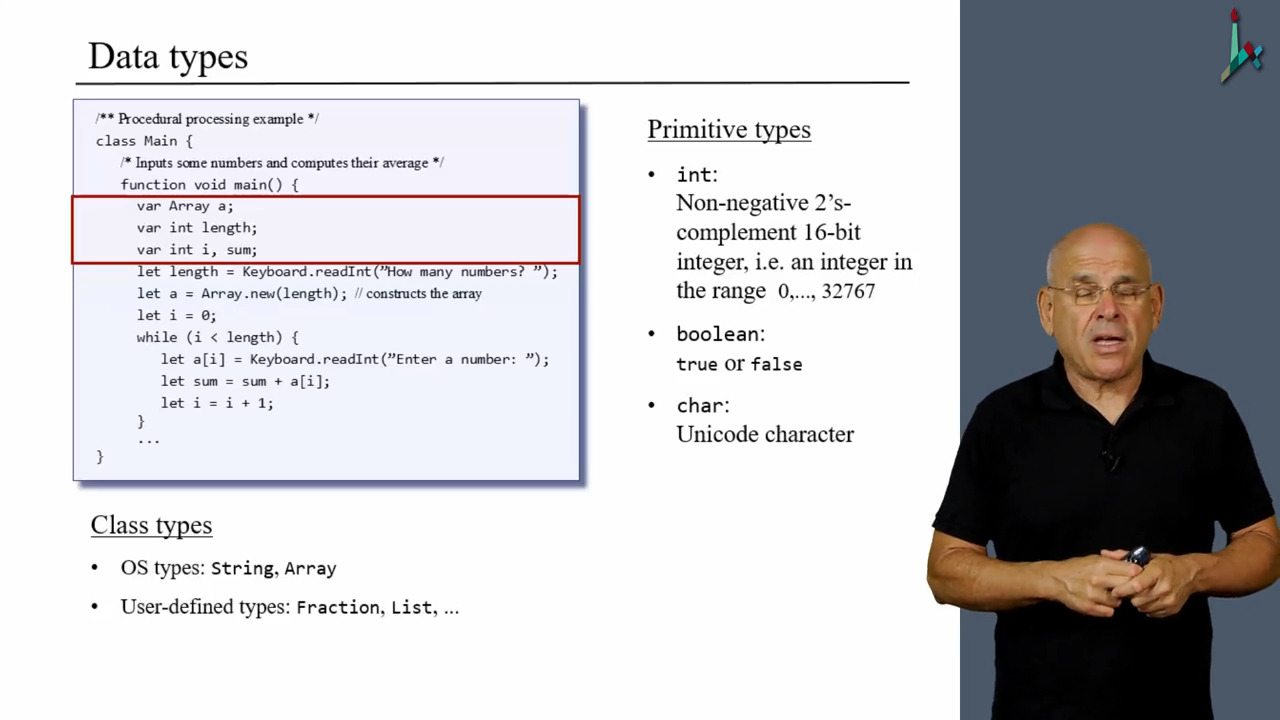 Data types
/** Procedural processing example */
class Main {
/* Inputs some numbers and computes their average */
function void main() {
var Array a;
var int length;
var int i, sum;
let length = Keyboard.readInt(”How many numbers? ”);
let a = Array.new(length); // constructs the array
let i = 0;
while (i < length) {
let a[i] = Keyboard.readInt(”Enter a number: ”);
let sum = sum + a[i];
let i = i + 1;
}
...
}
Primitive types
• int:
Non-negative 2’s-
complement 16-bit
integer, i.e. an integer in
the range 0,..., 32767
• boolean:
true or false
• char:
Unicode character
Class types
• OS types: String, Array
• User-defined types: Fraction, List, ...